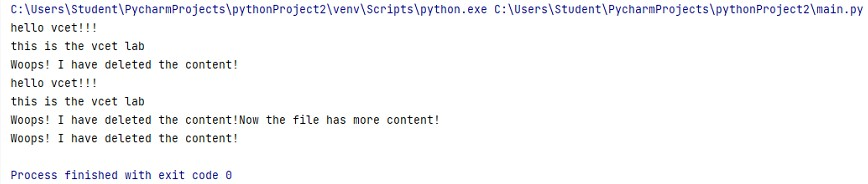 C:\Users\Student\PycharmProjects\pythonProject2\venv\Scripts\python.exe C:\Users\Student\PycharmProjects\pythonProject2\main.py
hello vcet!!!
this is the vcet lab
Woops! I have deleted the content!
hello vcet!!!
this is the vcet lab
Woops! I have deleted the content!Now the file has more content!
Woops! I have deleted the content!
Process finished with exit code 0